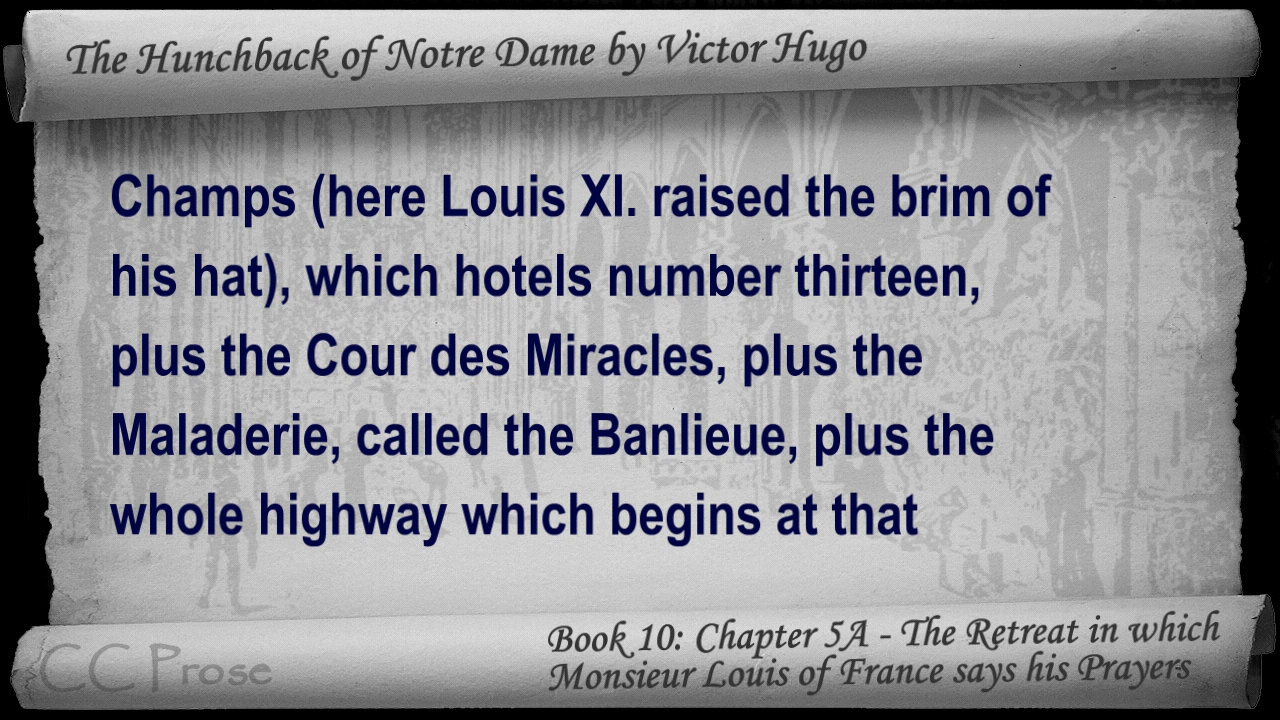 The Hunchback of Notre Dame by Victor Hugo
Champs (here Louis XI. raised the brim of
his hat), which hotels number thirteen,
plus the Cour des Miracles, plus the
Maladerie, called the Banlieue, plus the
whole highway which begins at that
CC Prose
Book 10: Chapter 5A - The Retreat in which
Monsieur Louis of France says his Prayers